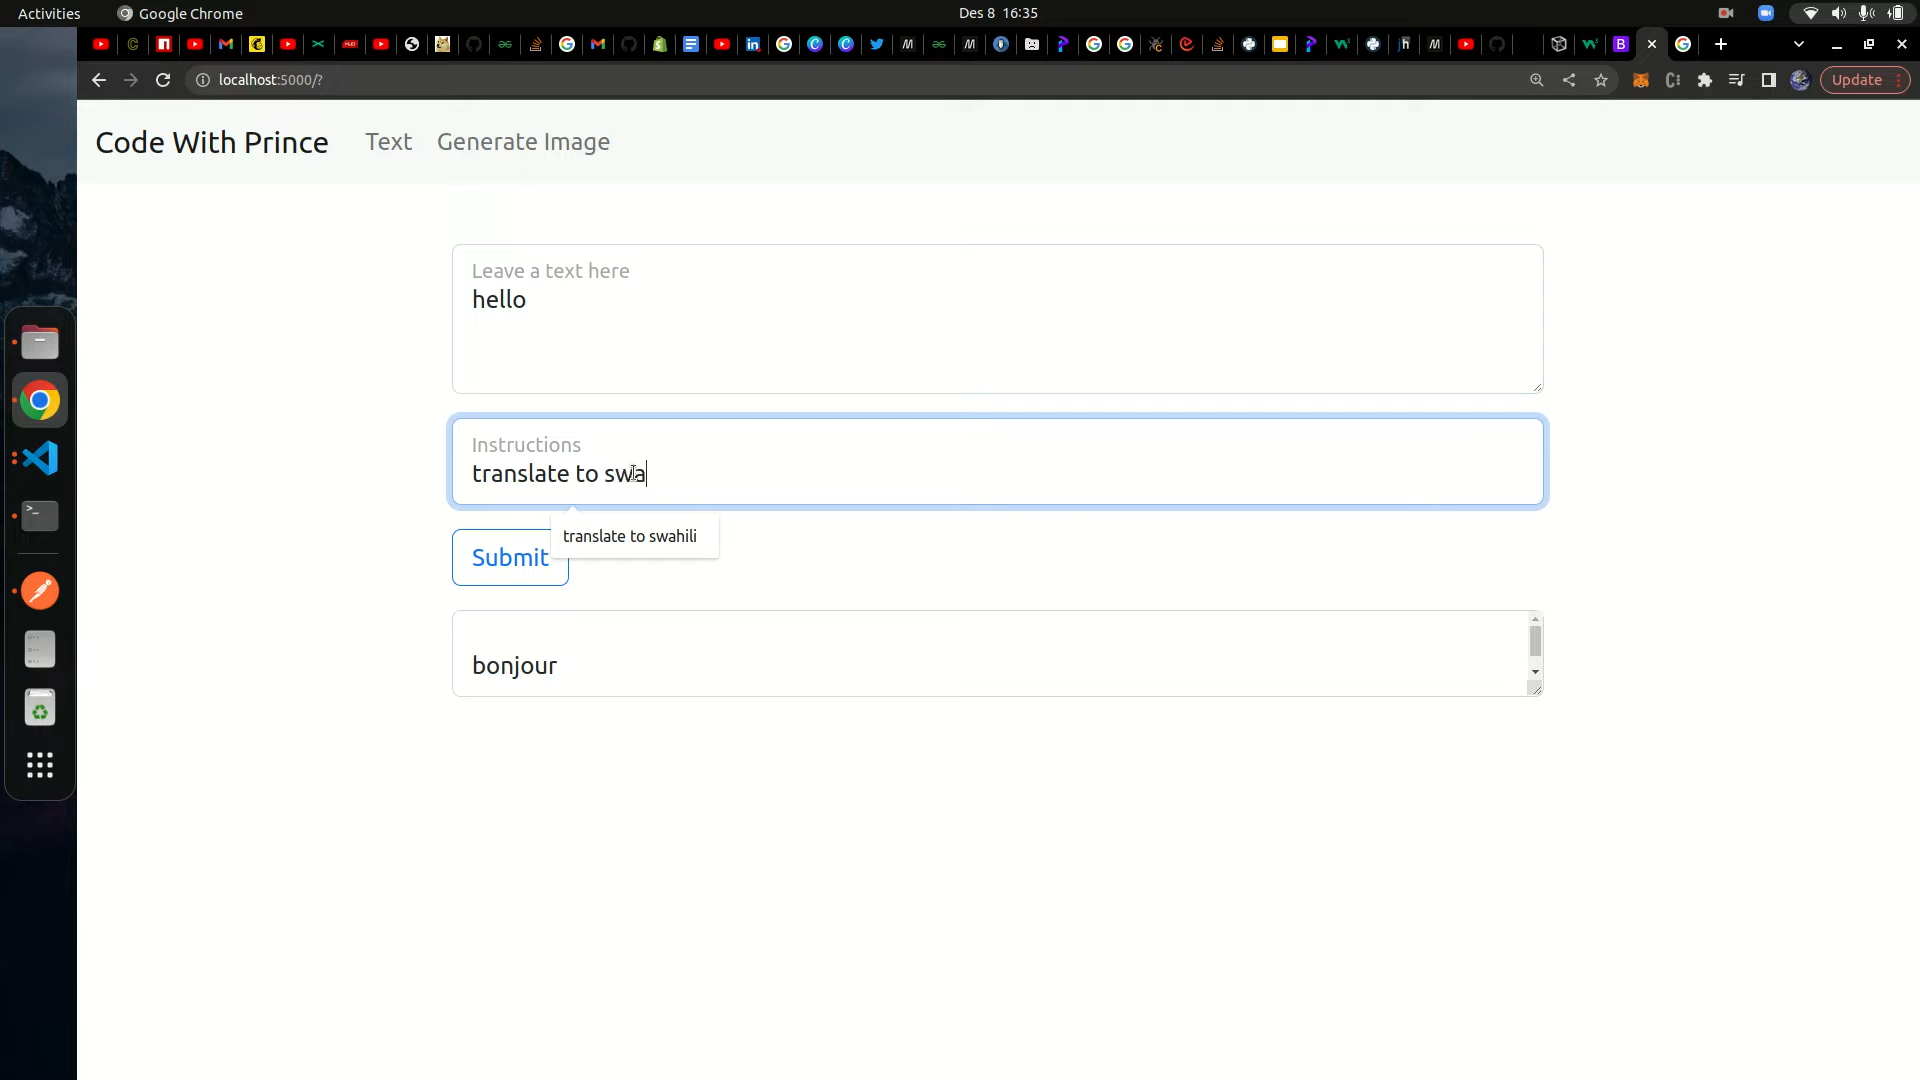 Activities
Google Chrome
Des 8 16:35
localhost:5000/?
Update
Code With Prince
Text
Generate Image
Leave a text here
hello
Instructions
translate to swa
translate to swahili
Submit
bonjour